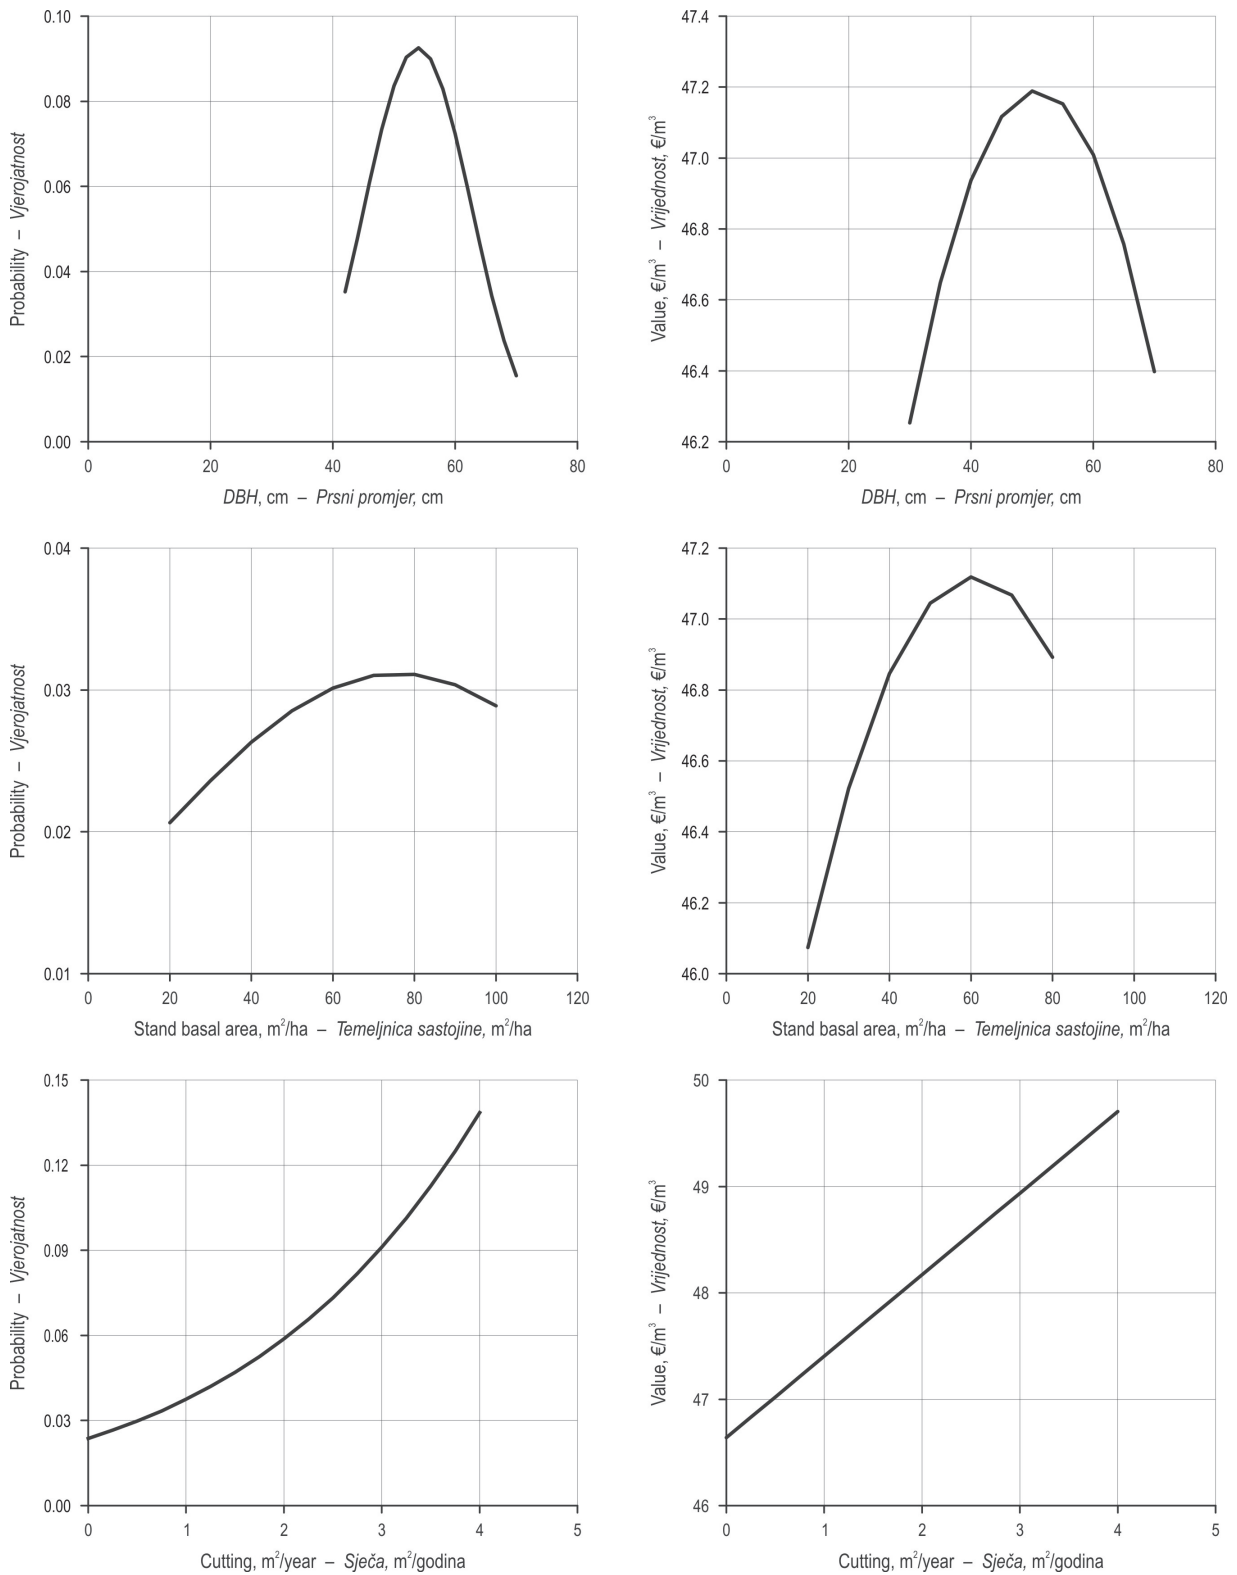 Probability – Vjerojatnost
0.10
0.08
0.06
0.04
0.02
0.00
0 20 40 60 80
DBH, cm – Prsni promjer, cm
Value, €/m³ – Vrijednost, €/m³
47.4
47.2
47.0
46.8
46.6
46.4
46.2
0 20 40 60 80
DBH, cm – Prsni promjer, cm
Probability – Vjerojatnost
0.04
0.03
0.02
0.01
0 20 40 60 80 100 120
Stand basal area, m²/ha – Temeljnica sastojine, m²/ha
Value, €/m³ – Vrijednost, €/m³
47.2
47.0
46.8
46.6
46.4
46.2
46.0
0 20 40 60 80 100 120
Stand basal area, m²/ha – Temeljnica sastojine, m²/ha
Probability – Vjerojatnost
0.15
0.12
0.09
0.06
0.03
0.00
0 1 2 3 4 5
Cutting, m²/year – Sječa, m²/godina
Value, €/m³ – Vrijednost, €/m³
50
49
48
47
46
0 1 2 3 4 5
Cutting, m²/year – Sječa, m²/godina